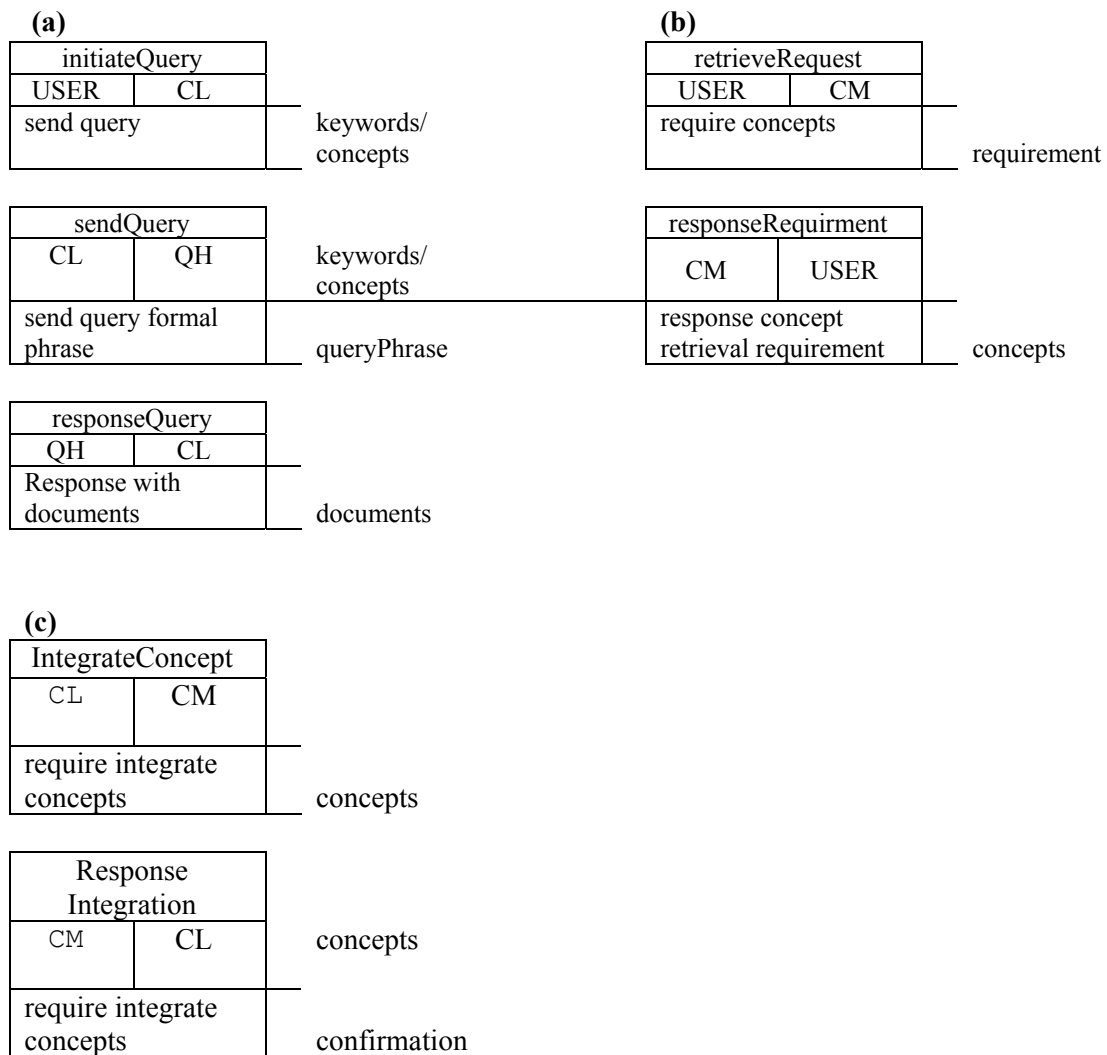 (a)
initiateQuery
USER CL
send query
keywords/
concepts
sendQuery
CL QH
keywords/
concepts
send query formal
phrase
queryPhrase
responseQuery
QH CL
Response with
documents
documents
(b)
retrieveRequest
USER CM
require concepts
requirement
responseRequirment
CM USER
response concept
retrieval requirement
concepts
(c)
IntegrateConcept
CL CM
require integrate
concepts
concepts
Response
Integration
CM CL
concepts
require integrate
concepts
confirmation